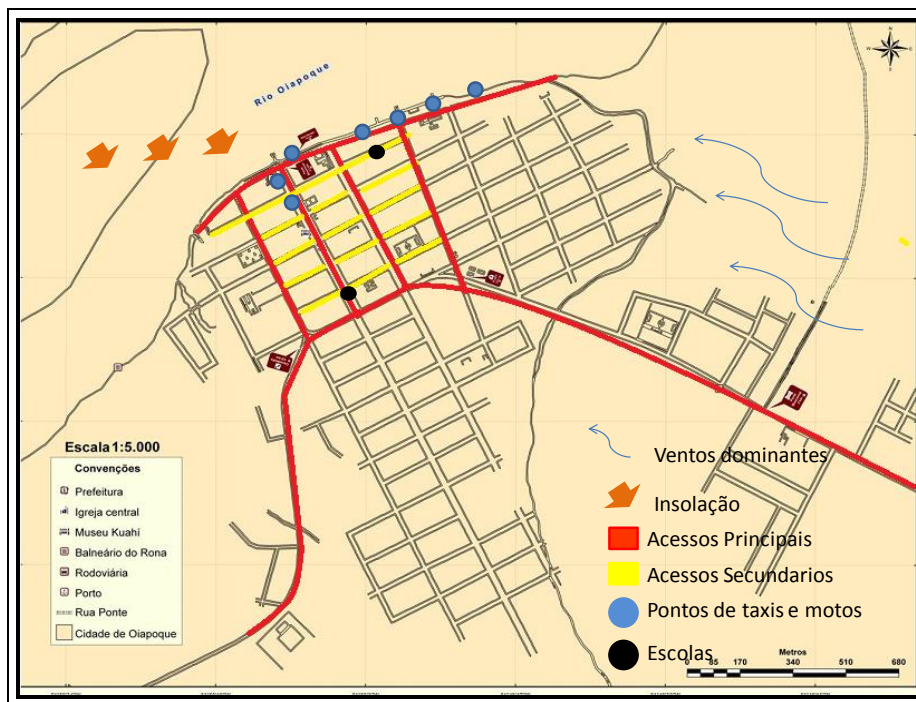 Rio Oiapoque
N
Escala 1:5.000
Convenções
Prefeitura
Igreja central
Museu Kuahí
Balneário do Rona
Rodoviária
Porto
Rua Ponte
Cidade de Oiapoque
Ventos dominantes
Insolação
Acessos Principais
Acessos Secundarios
Pontos de taxis e motos
Escolas
Metros
0 85 170 340 510 680